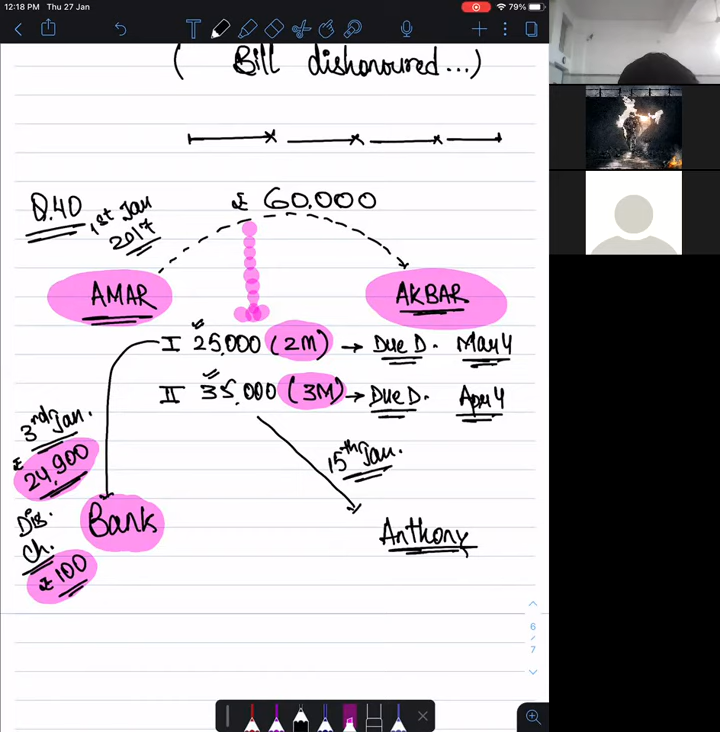 12:18 PM Thu 27 Jan
79%
( Bill dishonoured...)
Q.40
1st Jan
2017
₹ 60,000
AMAR
AKBAR
I 25,000 (2M) → Due D. Mar 4
II 35,000 (3M) → Due D. Apr 4
3rd Jan.
₹ 24,900
15th Jan.
Dis.
Ch.
₹ 100
Bank
Anthony
6
/
7